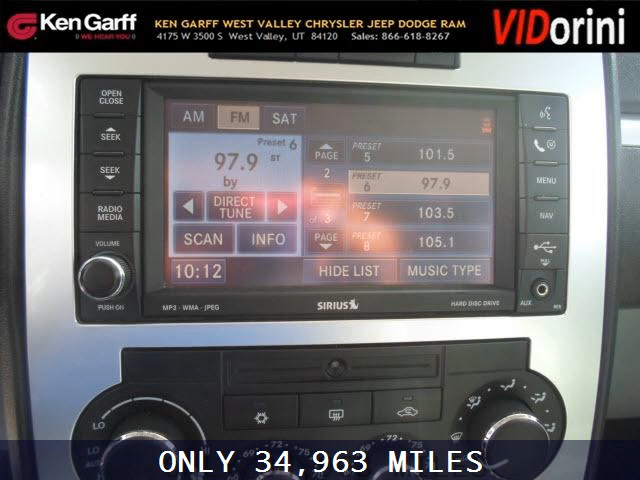 Ken Garff
WE HEAR YOU
KEN GARFF WEST VALLEY CHRYSLER JEEP DODGE RAM
4175 W 3500 S West Valley, UT 84120 Sales: 866-618-8267
VIDorini
OPEN
CLOSE
SEEK
SEEK
RADIO
MEDIA
VOLUME
PUSH ON
AM
FM
SAT
Preset 6
97.9
ST
by
DIRECT
TUNE
SCAN
INFO
10:12
PAGE
2
of 3
PAGE
PRESET
5
101.5
PRESET
6
97.9
PRESET
7
103.5
PRESET
8
105.1
HIDE LIST
MUSIC TYPE
MENU
NAV
AUX
MP3 - WMA - JPEG
SIRIUS
HARD DISC DRIVE
LO
LO
AUTO
72
72
ONLY 34,963 MILES